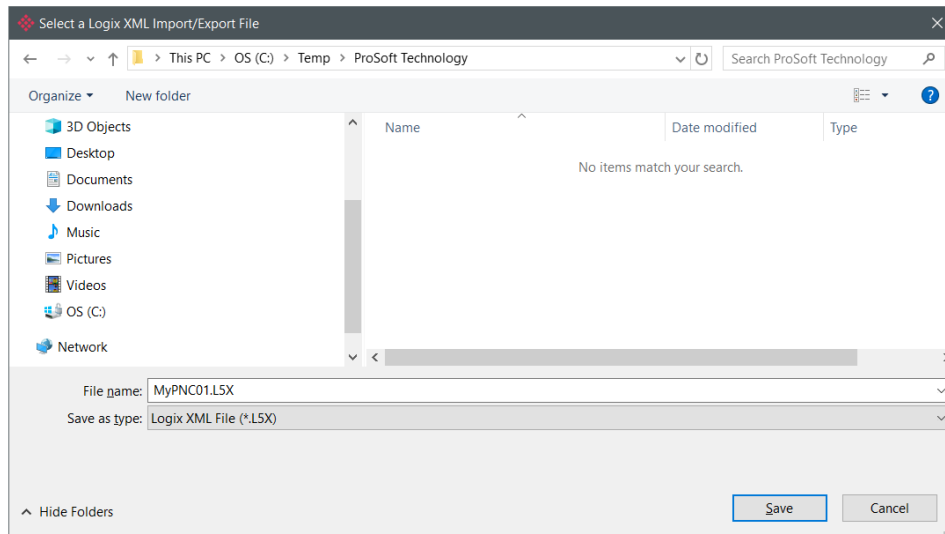 Select a Logix XML Import/Export File
This PC > OS (C:) > Temp > ProSoft Technology
Search ProSoft Technology
Organize
New folder
?
3D Objects
Desktop
Documents
Downloads
Music
Pictures
Videos
OS (C:)
Network
Name Date modified Type
No items match your search.
File name: MyPNC01.L5X
Save as type: Logix XML File (*.L5X)
Hide Folders
Save
Cancel